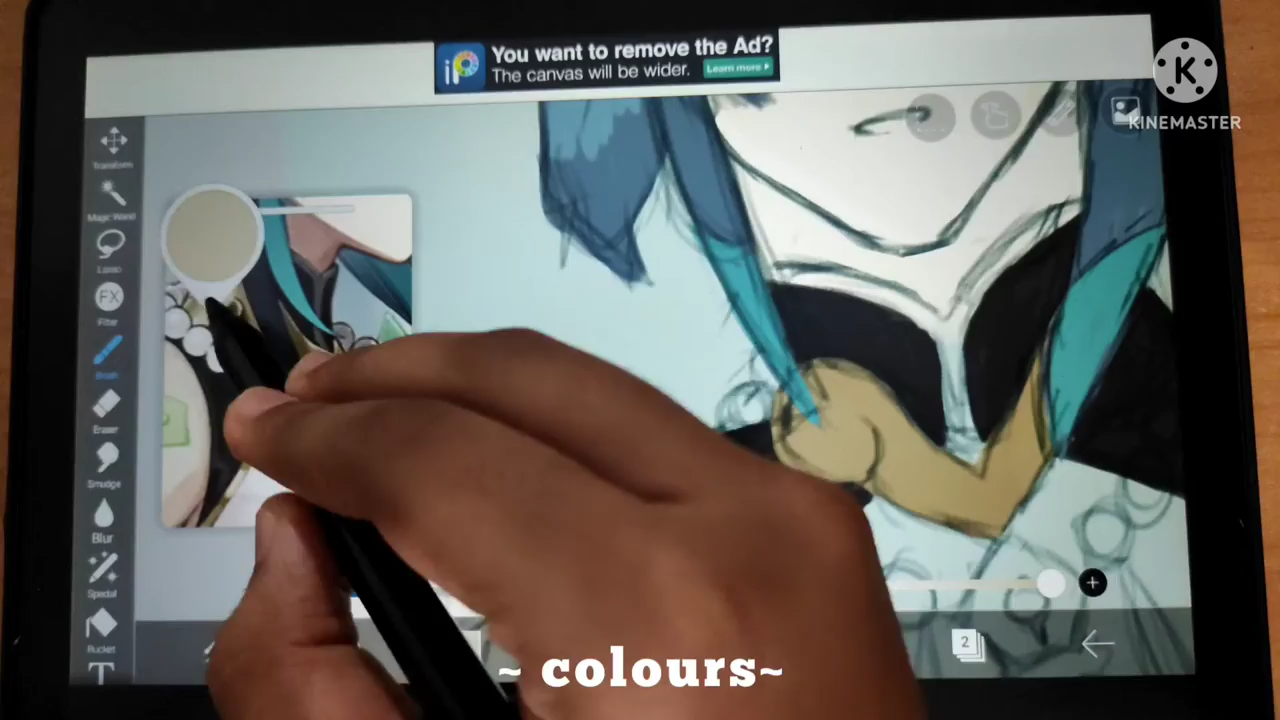 You want to remove the Ad?
The canvas will be wider.
Learn more
K
KINEMASTER
Transform
Magic Wand
Lasso
FX
Filter
Brush
Eraser
Smudge
Blur
Special
Bucket
T
2
~ colours~